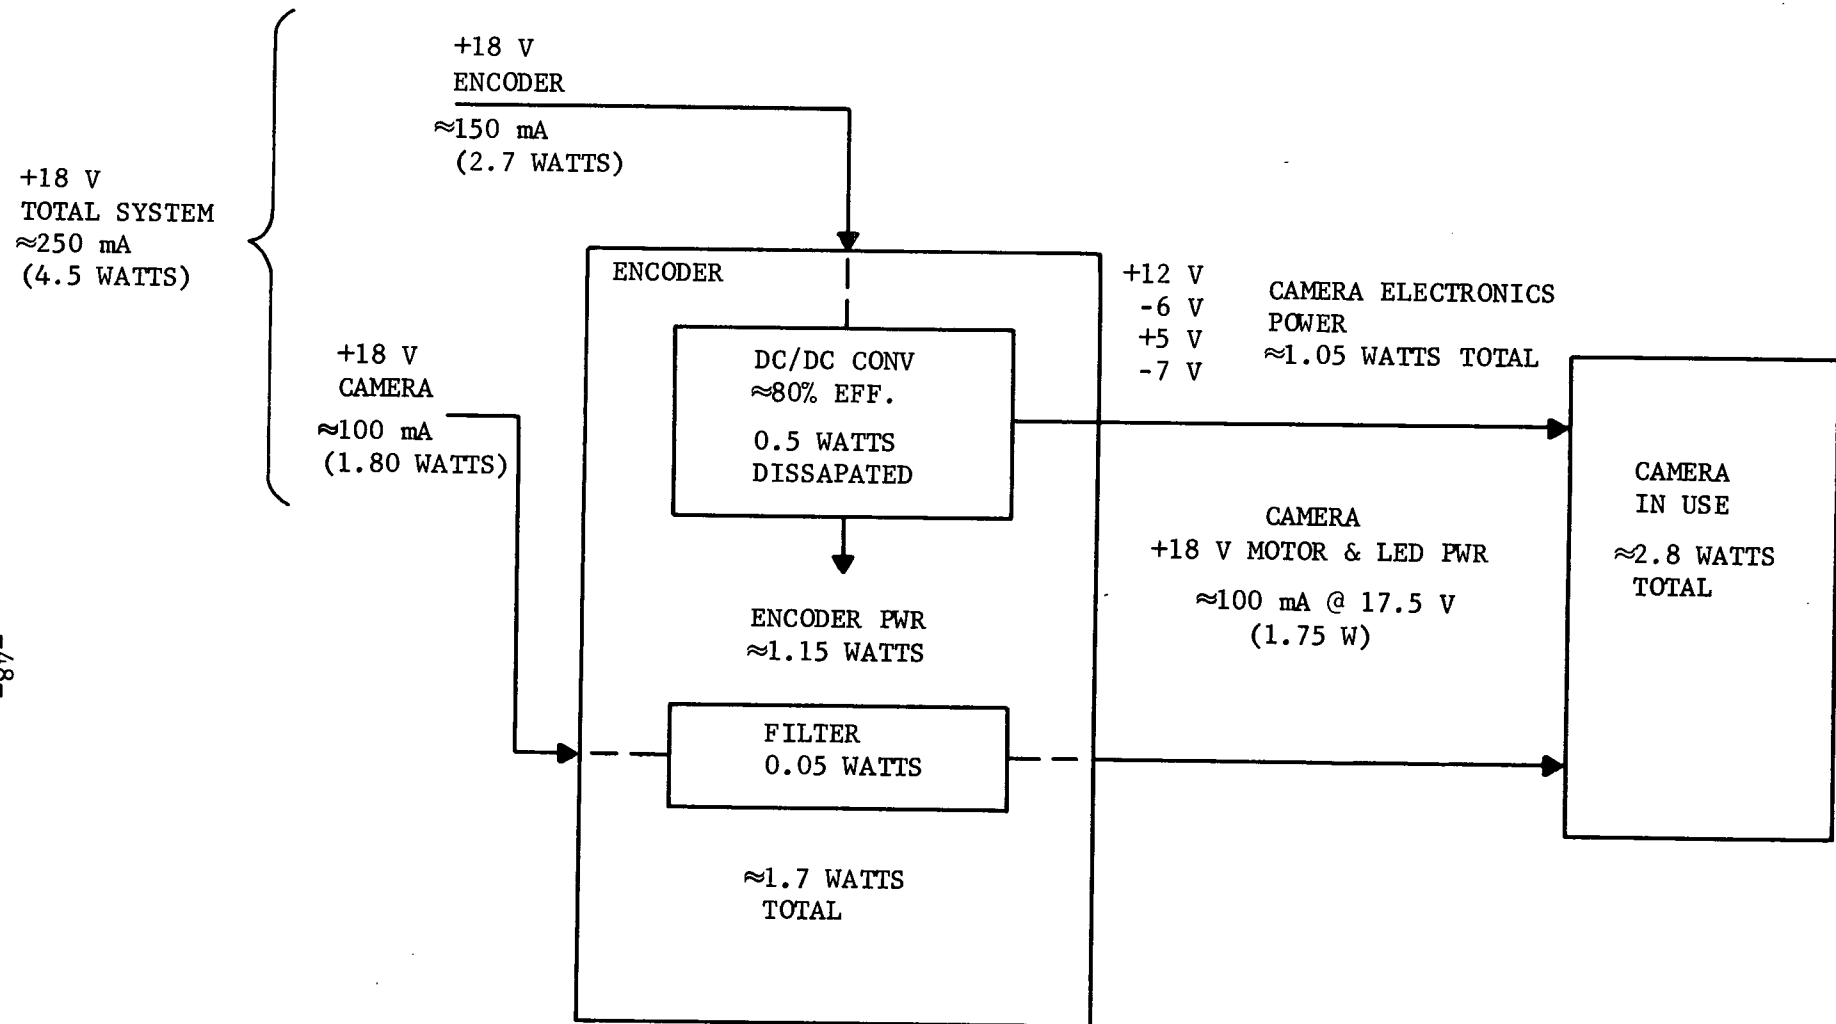 +18 V
ENCODER
≈150 mA
(2.7 WATTS)
+18 V
TOTAL SYSTEM
≈250 mA
(4.5 WATTS)
+18 V
CAMERA
≈100 mA
(1.80 WATTS)
ENCODER
DC/DC CONV
≈80% EFF.
0.5 WATTS
DISSAPATED
ENCODER PWR
≈1.15 WATTS
FILTER
0.05 WATTS
≈1.7 WATTS
TOTAL
+12 V
-6 V
+5 V
-7 V
CAMERA ELECTRONICS
POWER
≈1.05 WATTS TOTAL
CAMERA
+18 V MOTOR & LED PWR
≈100 mA @ 17.5 V
(1.75 W)
CAMERA
IN USE
≈2.8 WATTS
TOTAL
-48-